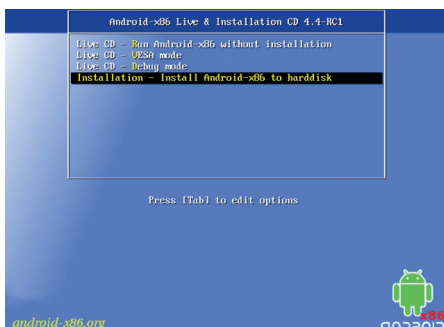 Android-x86 Live & Installation CD 4.4-RC1
Live CD - Run Android-x86 without installation
Live CD - VESA mode
Live CD - Debug mode
Installation - Install Android-x86 to harddisk
Press [Tab] to edit options
android-x86.org
x86